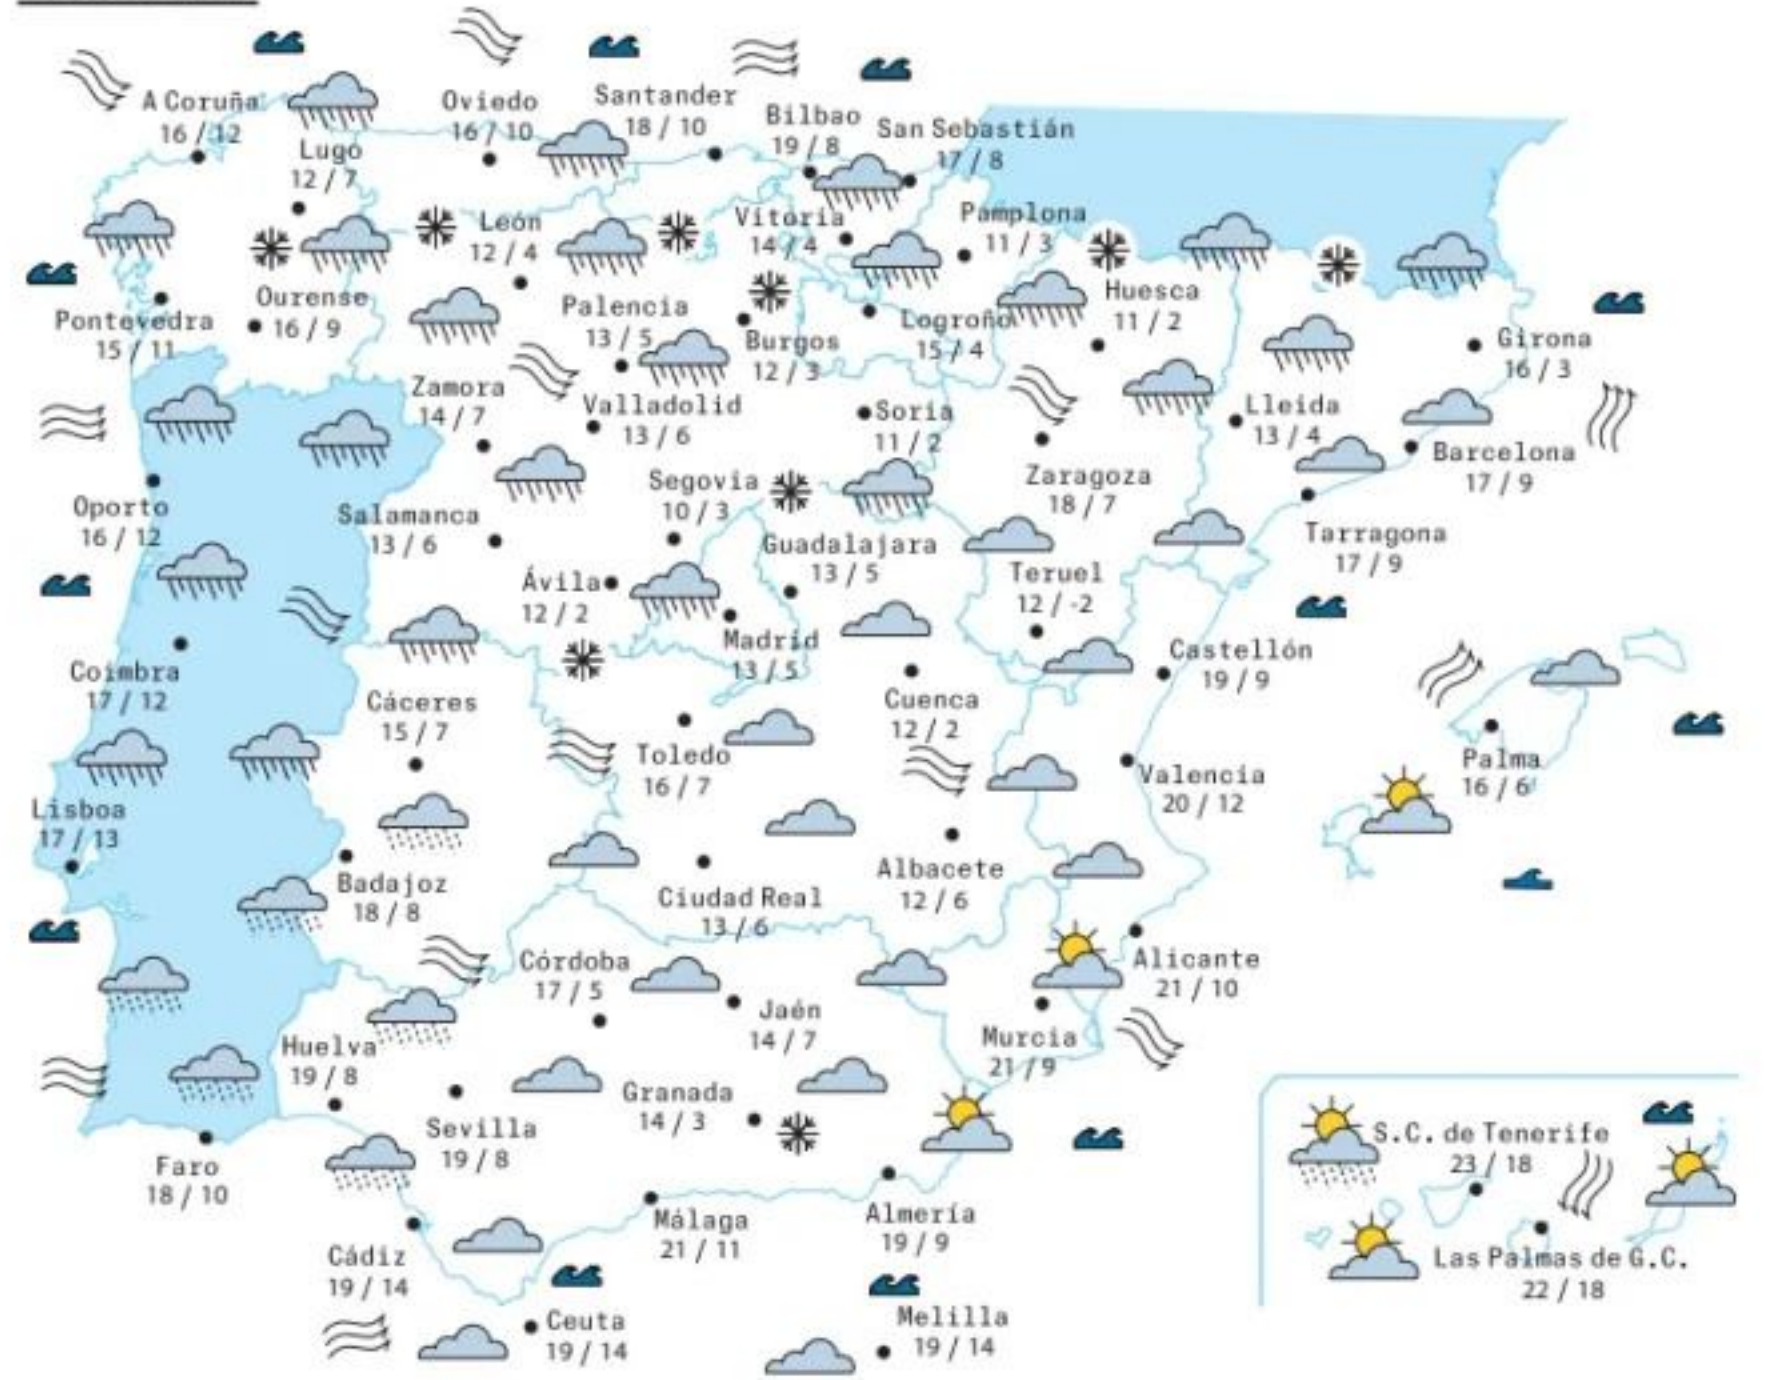 A Coruña
16 / 12
Lugo
12 / 7
Oviedo
16 / 10
Santander
18 / 10
Bilbao
19 / 8
San Sebastián
17 / 8
Pontevedra
15 / 11
Ourense
16 / 9
León
12 / 4
Palencia
13 / 5
Vitoria
14 / 4
Burgos
12 / 3
Pamplona
11 / 3
Logroño
15 / 4
Huesca
11 / 2
Girona
16 / 3
Zamora
14 / 7
Valladolid
13 / 6
Soria
11 / 2
Zaragoza
18 / 7
Lleida
13 / 4
Barcelona
17 / 9
Tarragona
17 / 9
Oporto
16 / 12
Salamanca
13 / 6
Segovia
10 / 3
Ávila
12 / 2
Guadalajara
13 / 5
Madrid
13 / 5
Teruel
12 / -2
Castellón
19 / 9
Coimbra
17 / 12
Cáceres
15 / 7
Toledo
16 / 7
Cuenca
12 / 2
Valencia
20 / 12
Palma
16 / 6
Lisboa
17 / 13
Badajoz
18 / 8
Ciudad Real
13 / 6
Albacete
12 / 6
Alicante
21 / 10
Córdoba
17 / 5
Jaén
14 / 7
Murcia
21 / 9
Huelva
19 / 8
Sevilla
19 / 8
Granada
14 / 3
Faro
18 / 10
Cádiz
19 / 14
Málaga
21 / 11
Almería
19 / 9
Ceuta
19 / 14
Melilla
19 / 14
S.C. de Tenerife
23 / 18
Las Palmas de G.C.
22 / 18